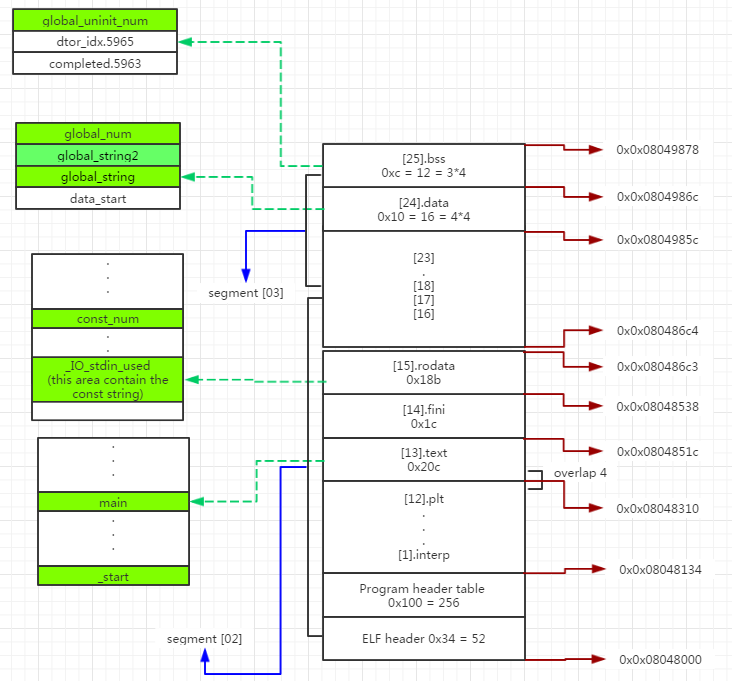 global_uninit_num
dtor_idx.5965
completed.5963
global_num
global_string2
global_string
data_start
.
.
.
const_num
.
.
_IO_stdin_used
(this area contain the
const string)
.
.
.
main
.
.
.
_start
segment [03]
segment [02]
[25].bss
0xc = 12 = 3*4
[24].data
0x10 = 16 = 4*4
[23]
.
[18]
[17]
[16]
[15].rodata
0x18b
[14].fini
0x1c
[13].text
0x20c
[12].plt
.
.
.
[1].interp
Program header table
0x100 = 256
ELF header 0x34 = 52
overlap 4
0x0x08049878
0x0x0804986c
0x0x0804985c
0x0x080486c4
0x0x080486c3
0x0x08048538
0x0x0804851c
0x0x08048310
0x0x08048134
0x0x08048000